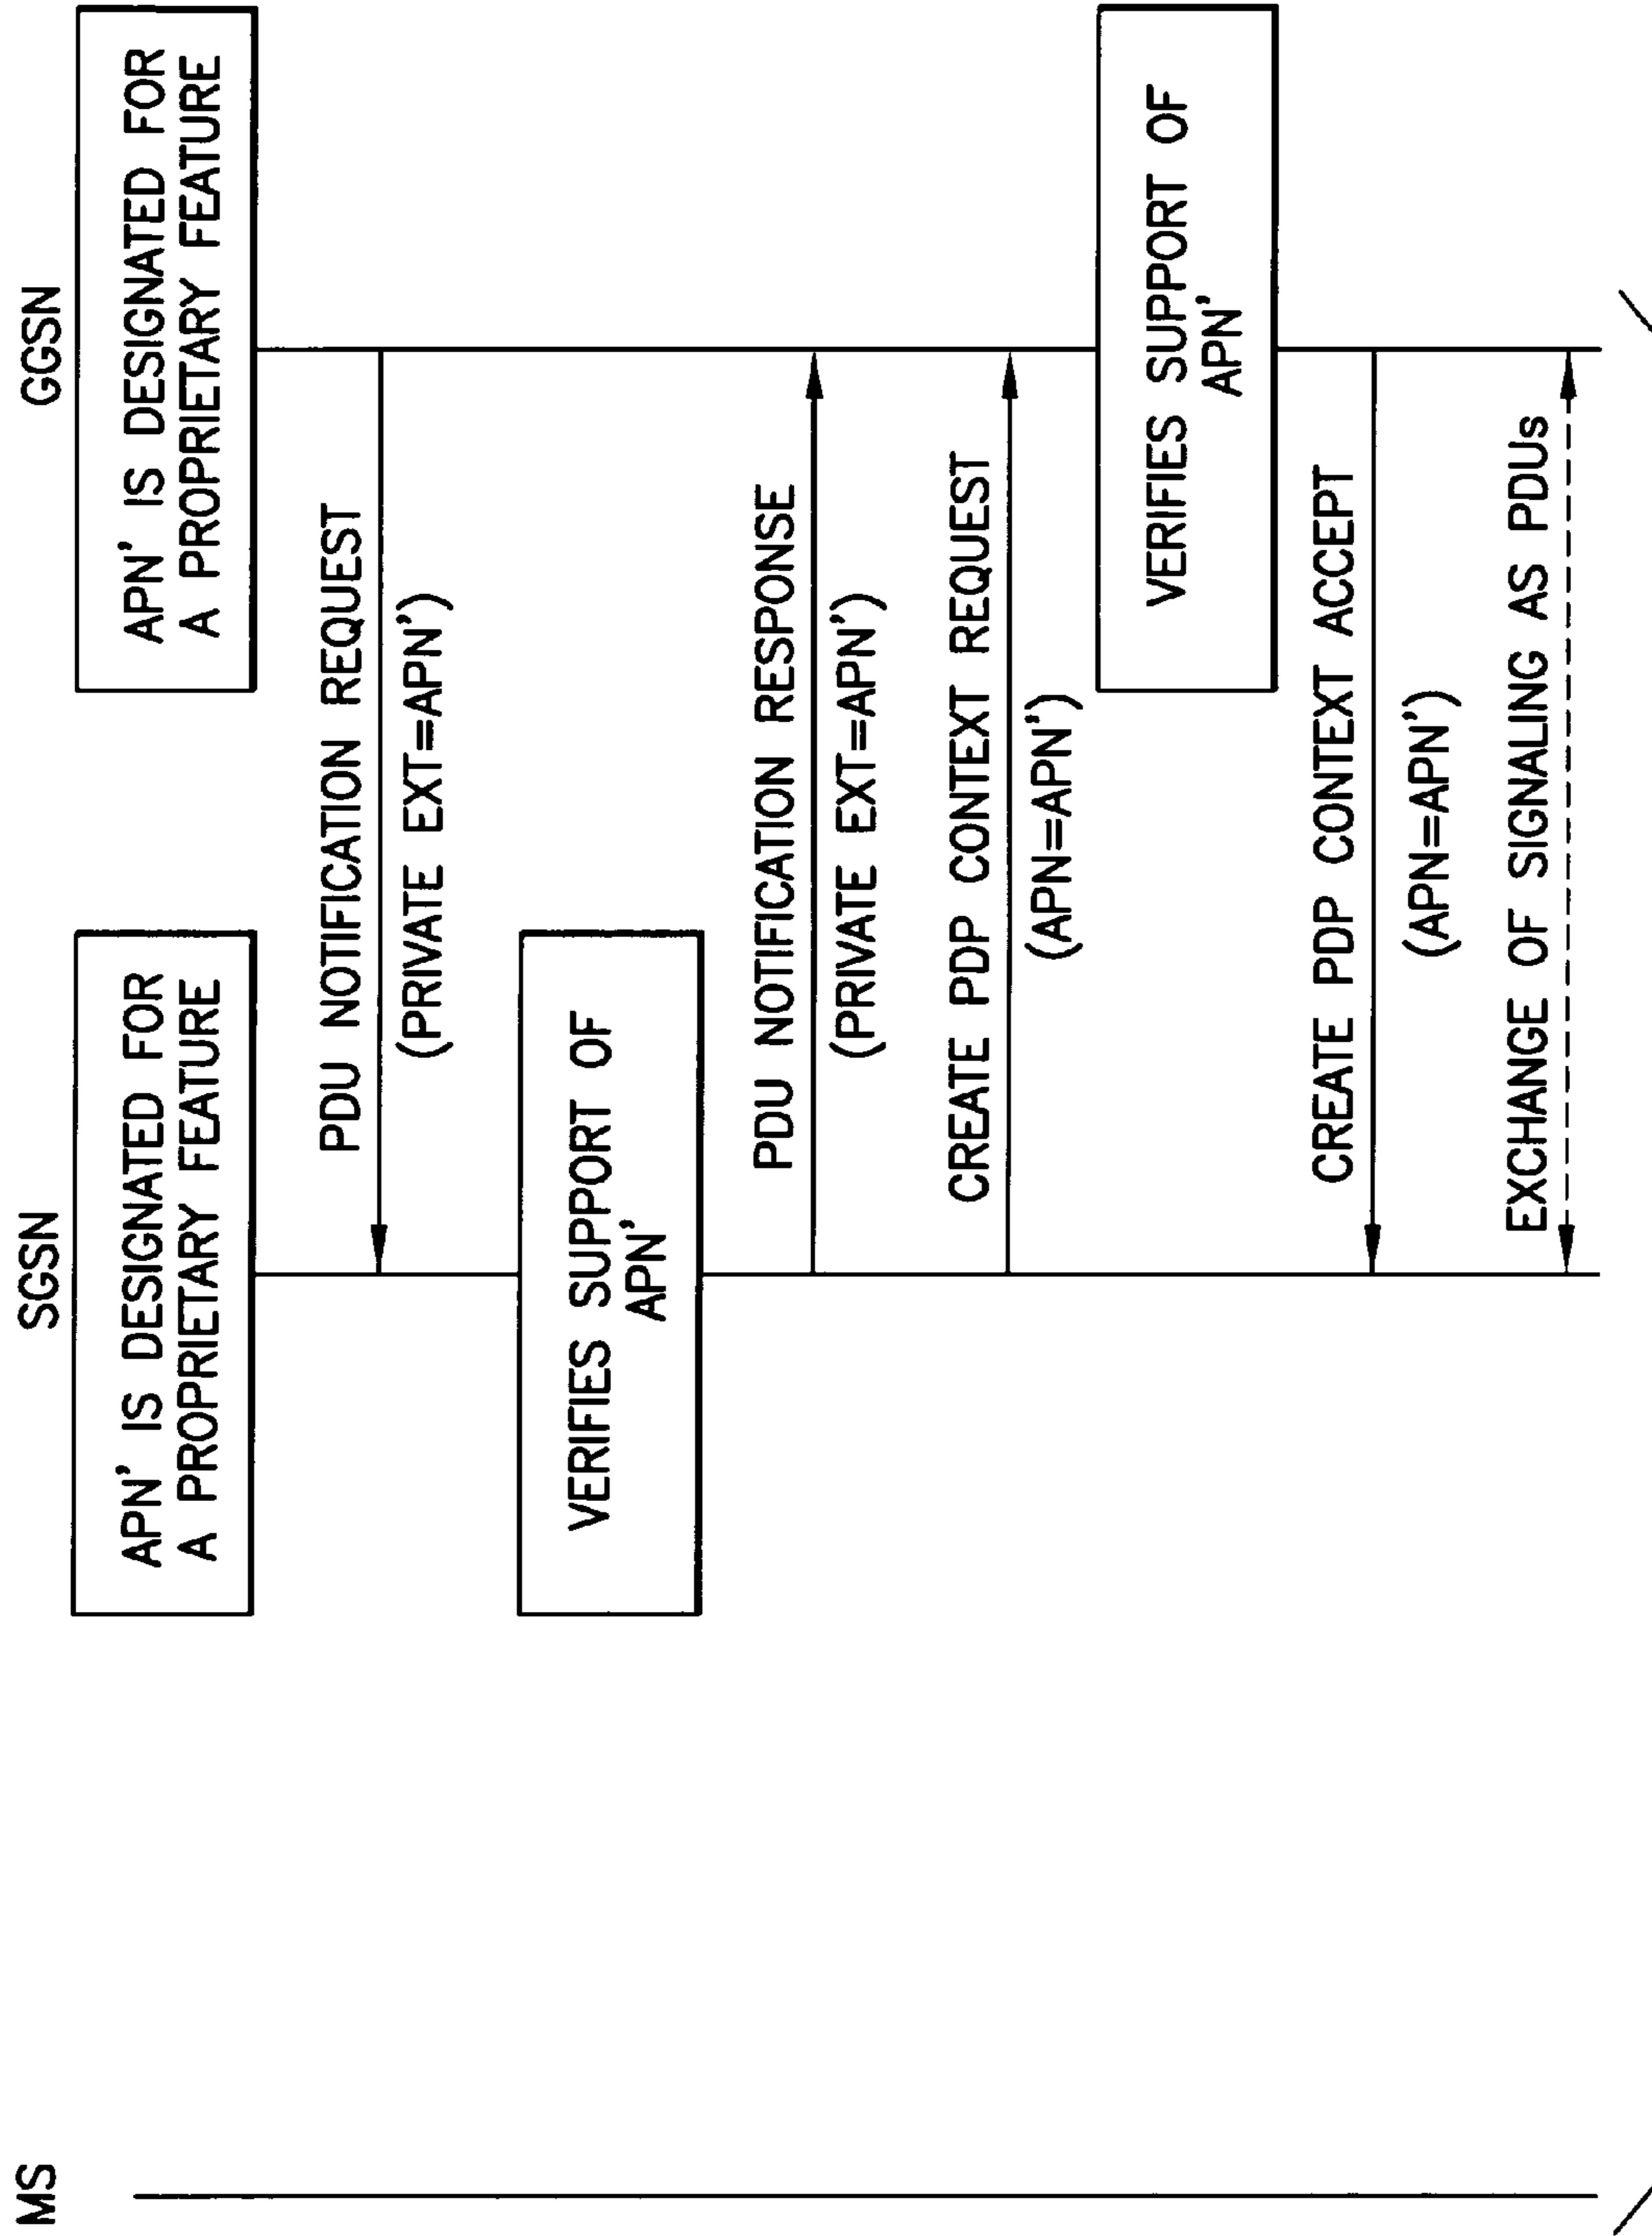 MS
SGSN
GGSN
APN' IS DESIGNATED FOR
A PROPRIETARY FEATURE
APN' IS DESIGNATED FOR
A PROPRIETARY FEATURE
PDU NOTIFICATION REQUEST
(PRIVATE EXT=APN')
VERIFIES SUPPORT OF
APN'
PDU NOTIFICATION RESPONSE
(PRIVATE EXT=APN')
CREATE PDP CONTEXT REQUEST
(APN=APN')
VERIFIES SUPPORT OF
APN'
CREATE PDP CONTEXT ACCEPT
(APN=APN')
EXCHANGE OF SIGNALING AS PDUs